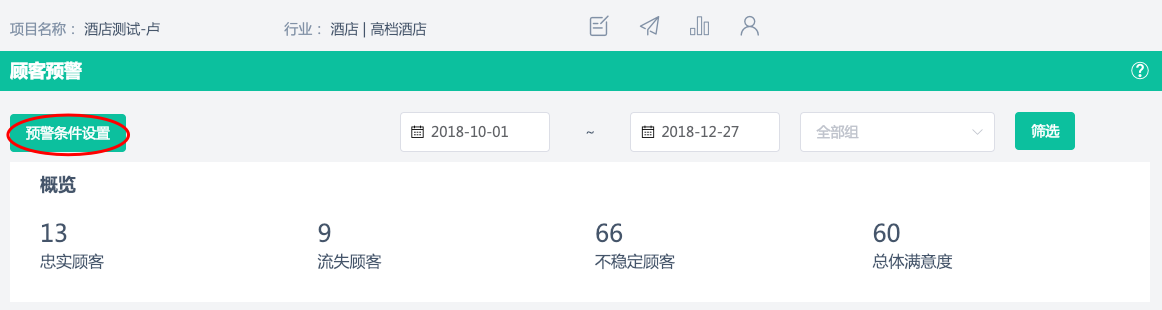 项目名称： 酒店测试-卢 行业： 酒店 | 高档酒店
顾客预警
预警条件设置 2018-10-01 ~ 2018-12-27 全部组 筛选
概览
13 9 66 60
忠实顾客 流失顾客 不稳定顾客 总体满意度